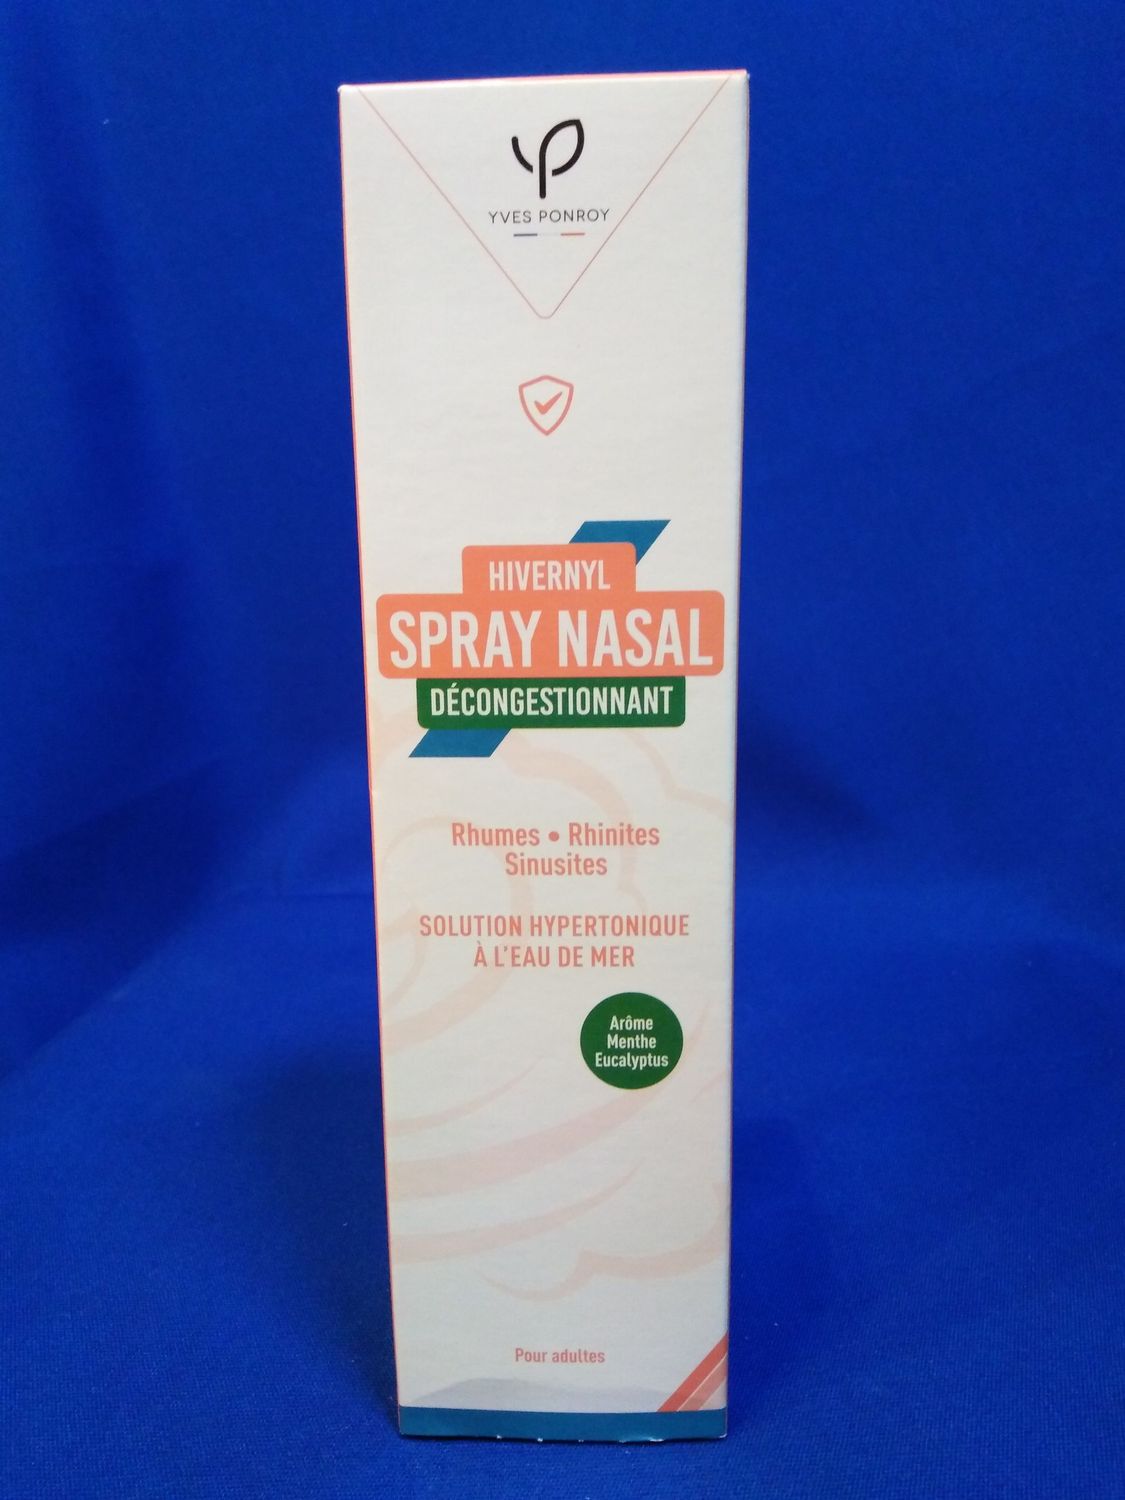 YVES PONROY
HIVERNYL
SPRAY NASAL
DÉCONGESTIONNANT
Rhumes • Rhinites
Sinusites
SOLUTION HYPERTONIQUE
À L'EAU DE MER
Arôme
Menthe
Eucalyptus
Pour adultes